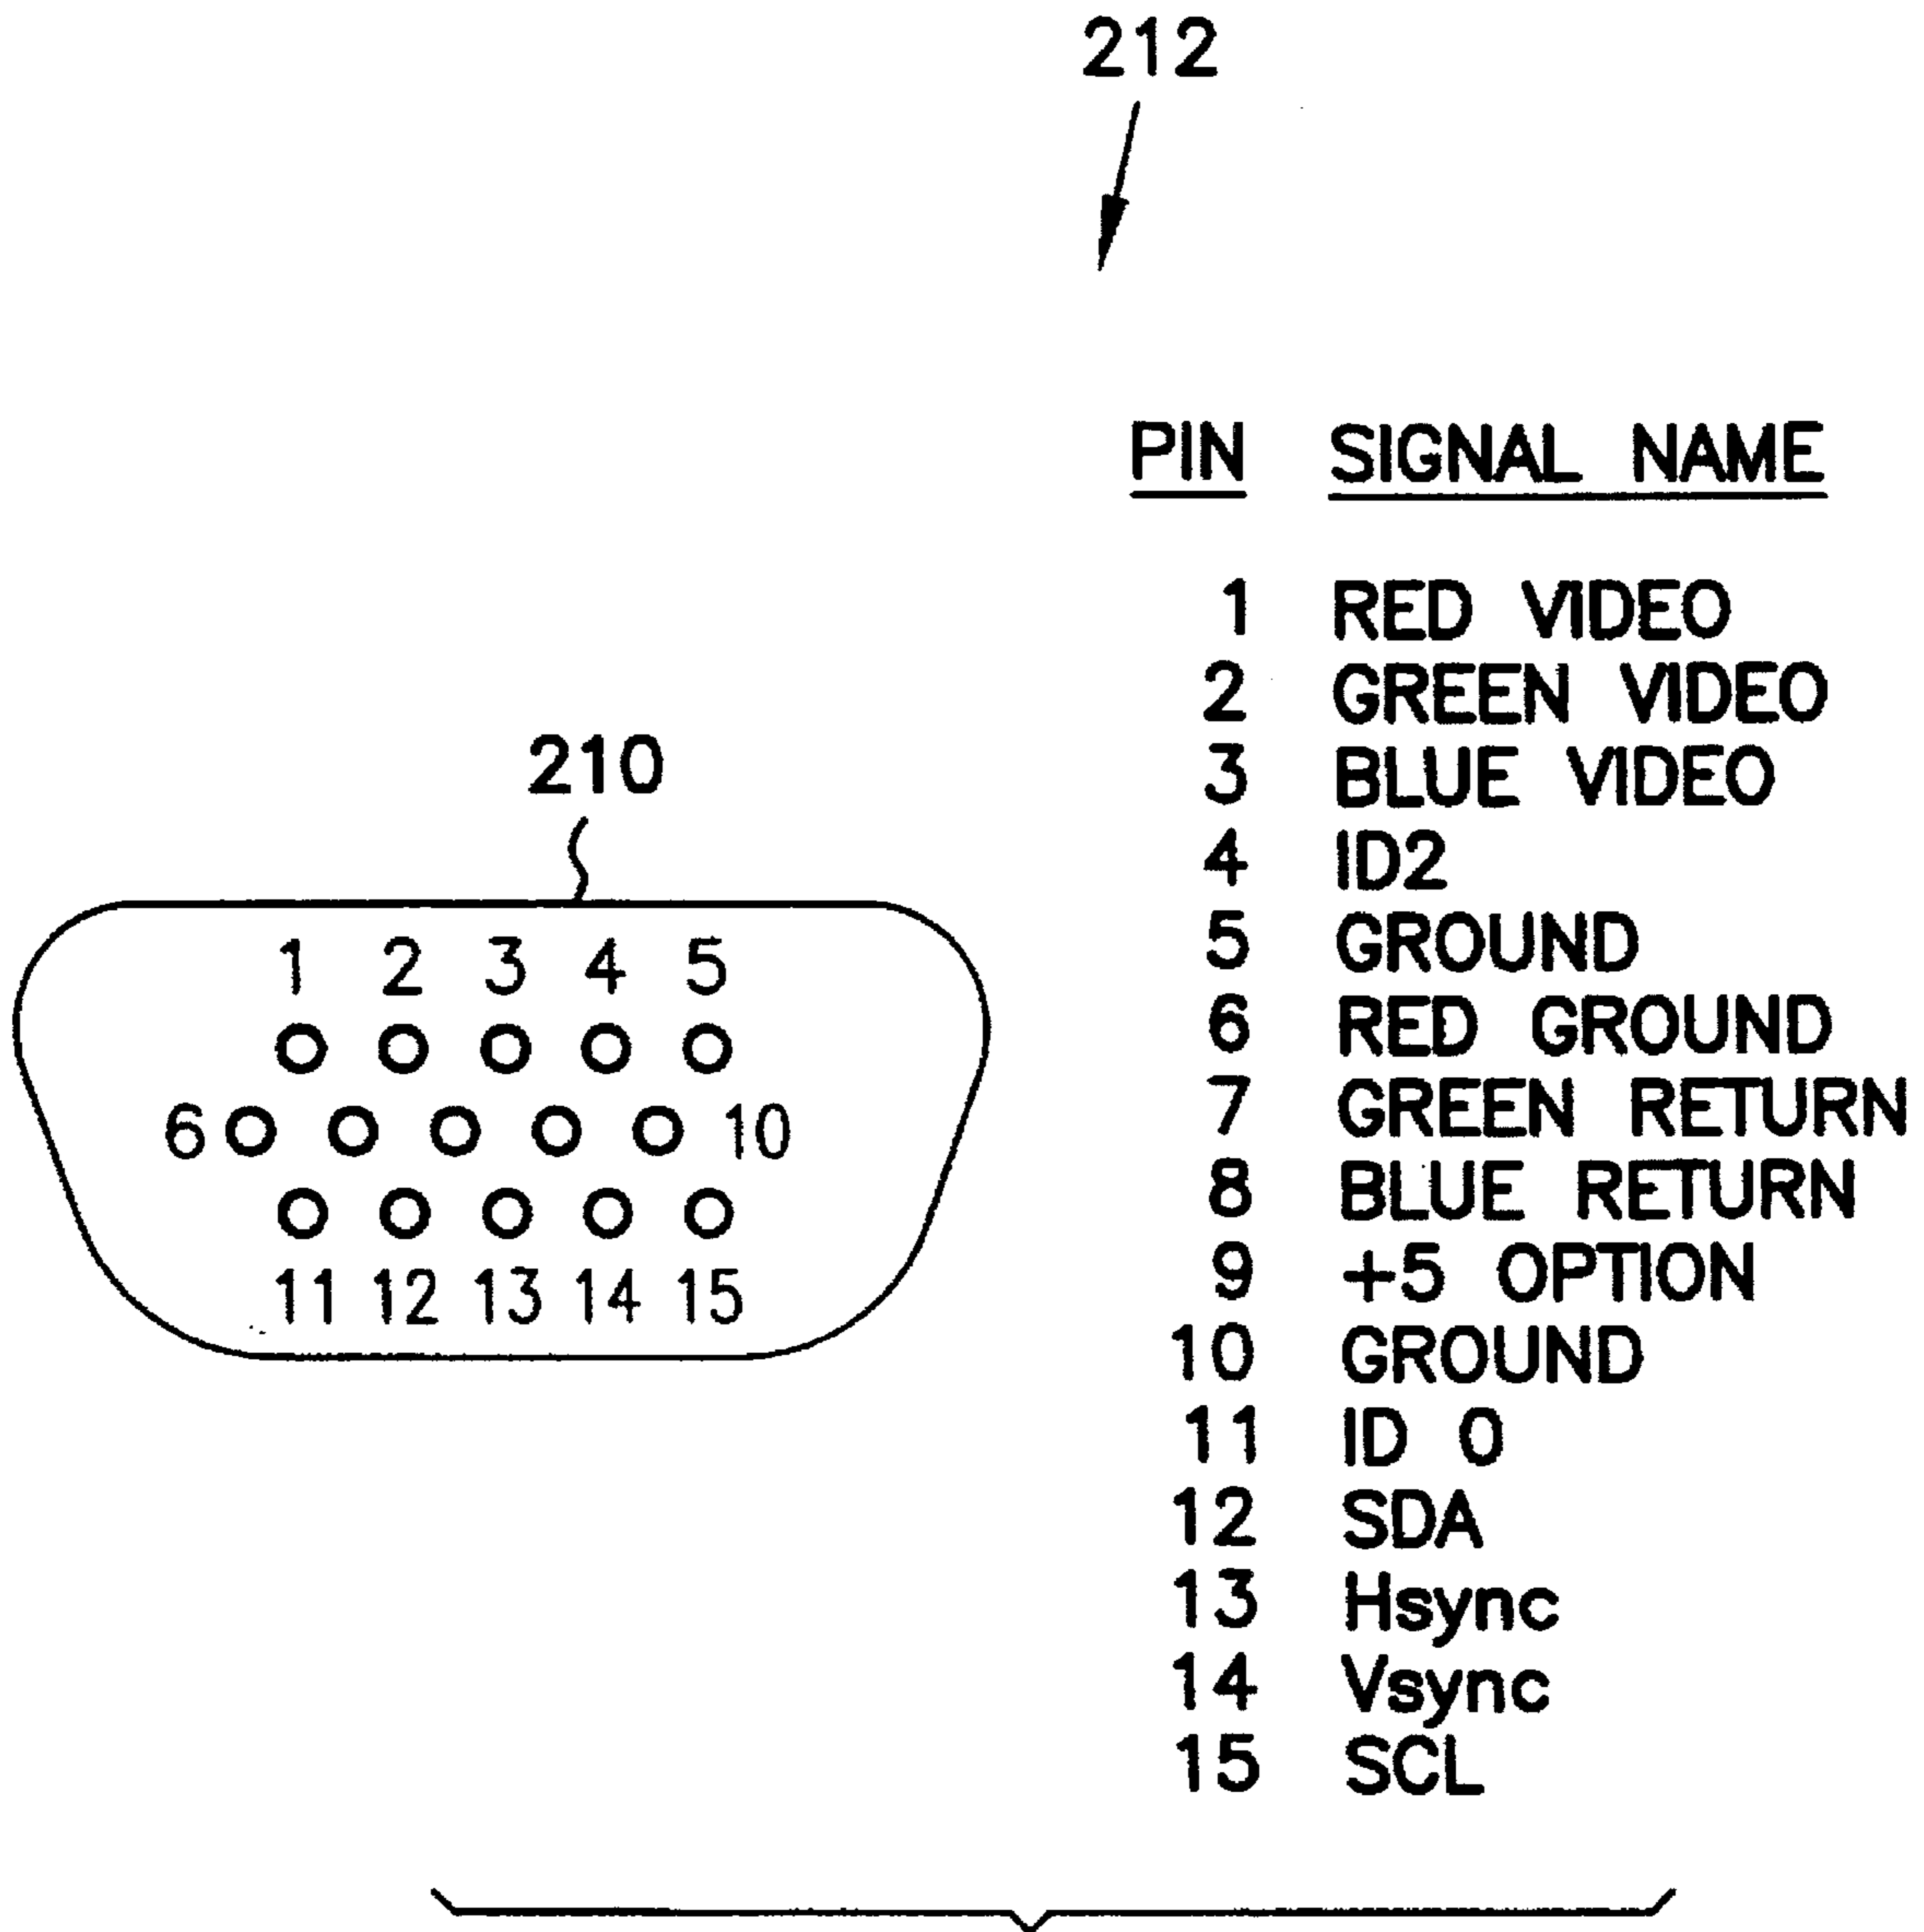 212
PIN SIGNAL NAME
1 RED VIDEO
2 GREEN VIDEO
3 BLUE VIDEO
4 ID2
5 GROUND
6 RED GROUND
7 GREEN RETURN
8 BLUE RETURN
9 +5 OPTION
10 GROUND
11 ID 0
12 SDA
13 Hsync
14 Vsync
15 SCL
210
1 2 3 4 5
6 10
11 12 13 14 15